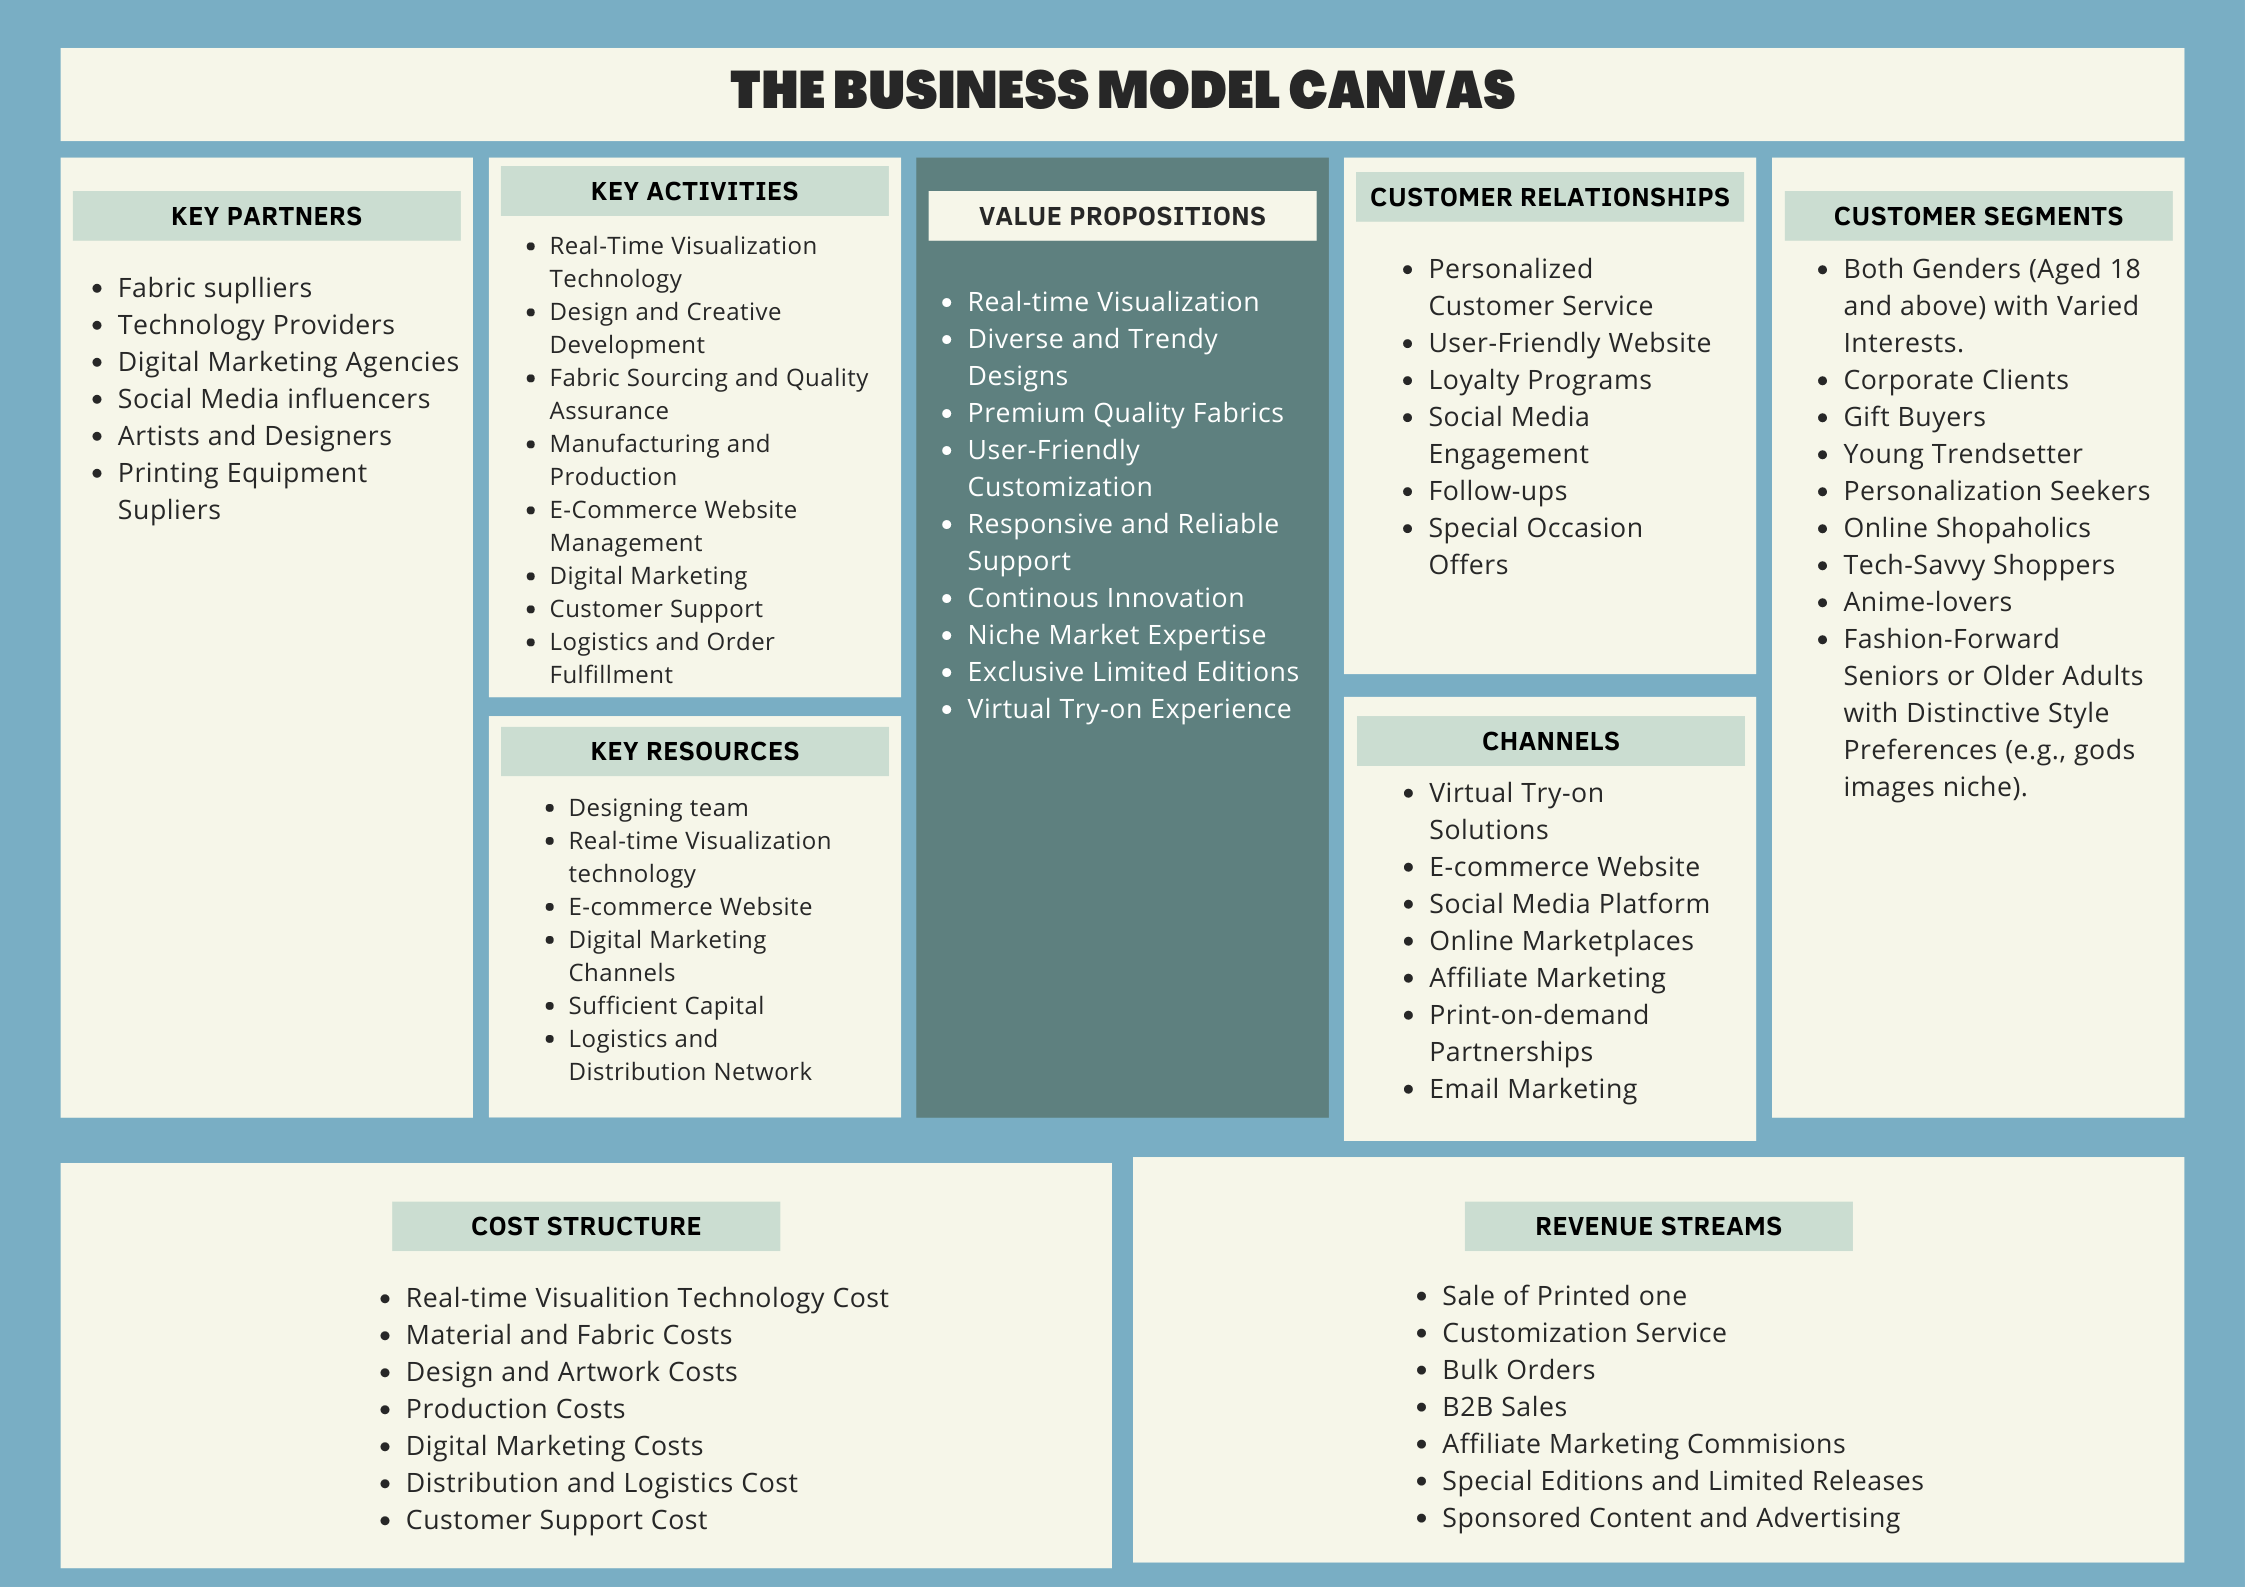 THE BUSINESS MODEL CANVAS
KEY PARTNERS
• Fabric suplliers
• Technology Providers
• Digital Marketing Agencies
• Social Media influencers
• Artists and Designers
• Printing Equipment
Supliers
KEY ACTIVITIES
• Real-Time Visualization
Technology
• Design and Creative
Development
• Fabric Sourcing and Quality
Assurance
• Manufacturing and
Production
• E-Commerce Website
Management
• Digital Marketing
• Customer Support
• Logistics and Order
Fulfillment
KEY RESOURCES
• Designing team
• Real-time Visualization
technology
• E-commerce Website
• Digital Marketing
Channels
• Sufficient Capital
• Logistics and
Distribution Network
VALUE PROPOSITIONS
• Real-time Visualization
• Diverse and Trendy
Designs
• Premium Quality Fabrics
• User-Friendly
Customization
• Responsive and Reliable
Support
• Continous Innovation
• Niche Market Expertise
• Exclusive Limited Editions
• Virtual Try-on Experience
CUSTOMER RELATIONSHIPS
• Personalized
Customer Service
• User-Friendly Website
• Loyalty Programs
• Social Media
Engagement
• Follow-ups
• Special Occasion
Offers
CHANNELS
• Virtual Try-on
Solutions
• E-commerce Website
• Social Media Platform
• Online Marketplaces
• Affiliate Marketing
• Print-on-demand
Partnerships
• Email Marketing
CUSTOMER SEGMENTS
• Both Genders (Aged 18
and above) with Varied
Interests.
• Corporate Clients
• Gift Buyers
• Young Trendsetter
• Personalization Seekers
• Online Shopaholics
• Tech-Savvy Shoppers
• Anime-lovers
• Fashion-Forward
Seniors or Older Adults
with Distinctive Style
Preferences (e.g., gods
images niche).
COST STRUCTURE
• Real-time Visualition Technology Cost
• Material and Fabric Costs
• Design and Artwork Costs
• Production Costs
• Digital Marketing Costs
• Distribution and Logistics Cost
• Customer Support Cost
REVENUE STREAMS
• Sale of Printed one
• Customization Service
• Bulk Orders
• B2B Sales
• Affiliate Marketing Commisions
• Special Editions and Limited Releases
• Sponsored Content and Advertising